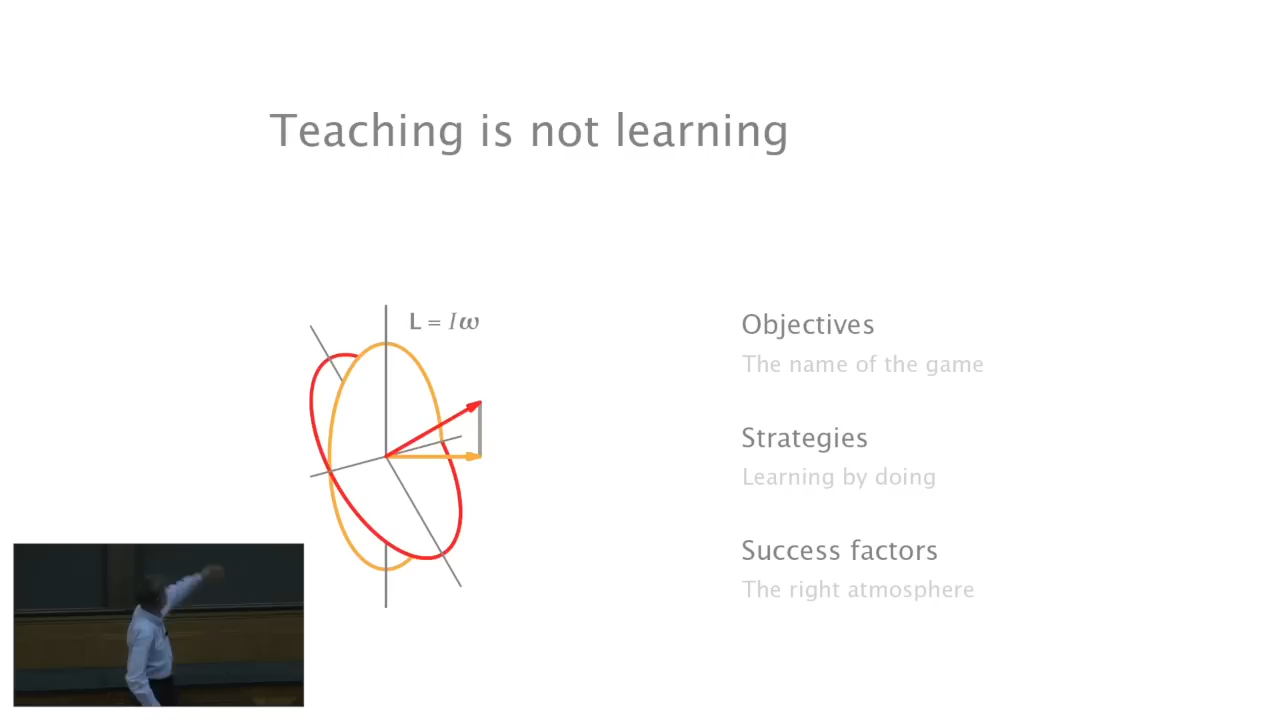 Teaching is not learning
L = Iω
Objectives
The name of the game
Strategies
Learning by doing
Success factors
The right atmosphere